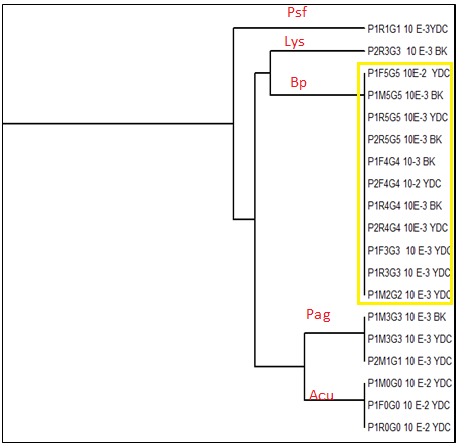 Psf
P1R1G1 10 E-3YDC
Lys
P2R3G3 10 E-3 BK
P1F5G5 10E-2 YDC
Bp
P1M5G5 10E-3 BK
P1R5G5 10E-3 YDC
P2R5G5 10E-3 BK
P1F4G4 10-3 BK
P2F4G4 10-2 YDC
P1R4G4 10E-3 BK
P2R4G4 10E-3 YDC
P1F3G3 10 E-3 YDC
P1R3G3 10 E-3 YDC
P1M2G2 10 E-3 YDC
Pag
P1M3G3 10 E-3 BK
P1M3G3 10 E-3 YDC
P2M1G1 10 E-3 YDC
P1M0G0 10 E-2 YDC
Acu
P1F0G0 10 E-2 YDC
P1R0G0 10 E-2 YDC